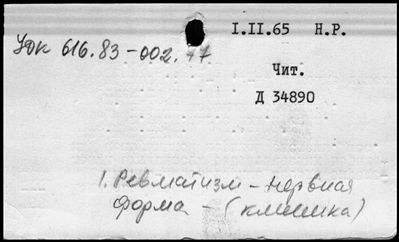 I.II.65 Н.Р.
УДК 616.83-002.77
Чит.
Д 34890
1. Ревматизм - нервная
форма - (клиника)